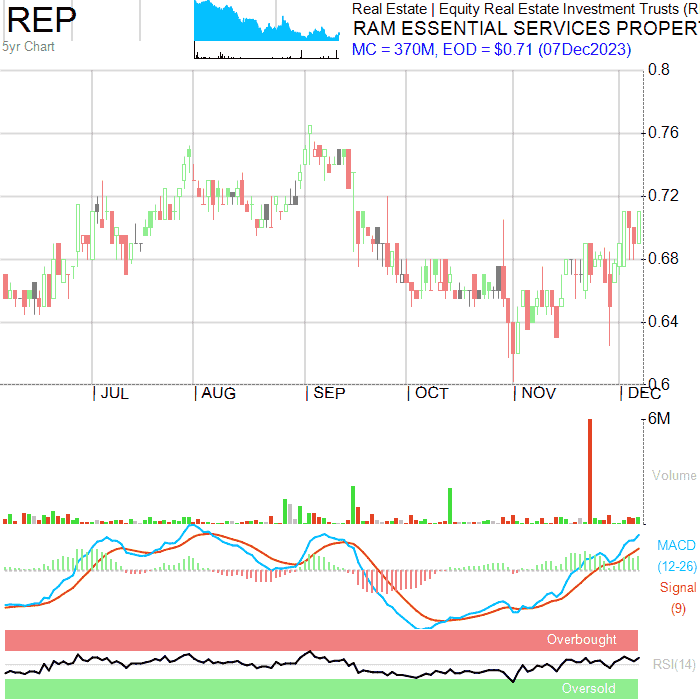 REP
5yr Chart
Real Estate | Equity Real Estate Investment Trusts (R
RAM ESSENTIAL SERVICES PROPER
MC = 370M, EOD = $0.71 (07Dec2023)
0.8
0.76
0.72
0.68
0.64
0.6
JUL AUG SEP OCT NOV DEC
6M
Volume
MACD
(12-26)
Signal
(9)
Overbought
RSI(14)
Oversold